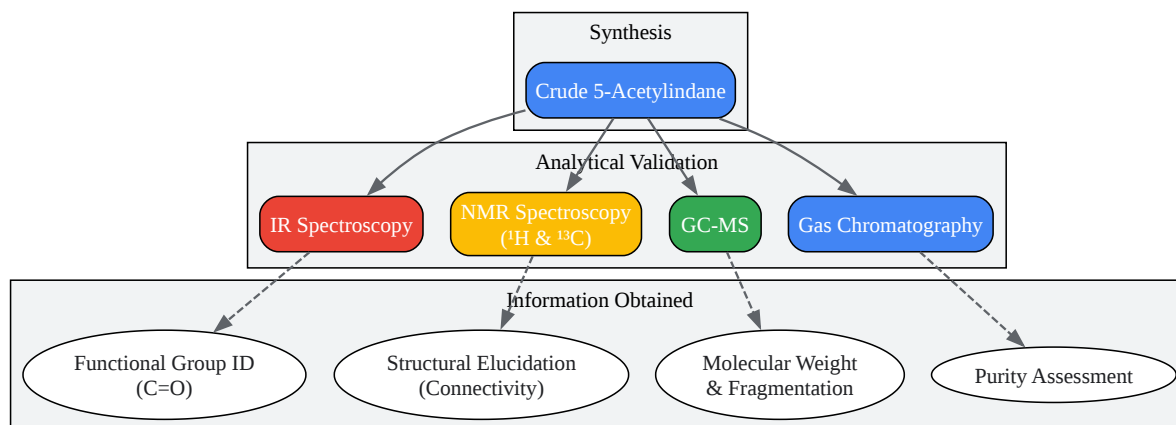 Synthesis
Crude 5-Acetylindane
Analytical Validation
IR Spectroscopy
NMR Spectroscopy
(¹H & ¹³C)
GC-MS
Gas Chromatography
Information Obtained
Functional Group ID
(C=O)
Structural Elucidation
(Connectivity)
Molecular Weight
& Fragmentation
Purity Assessment